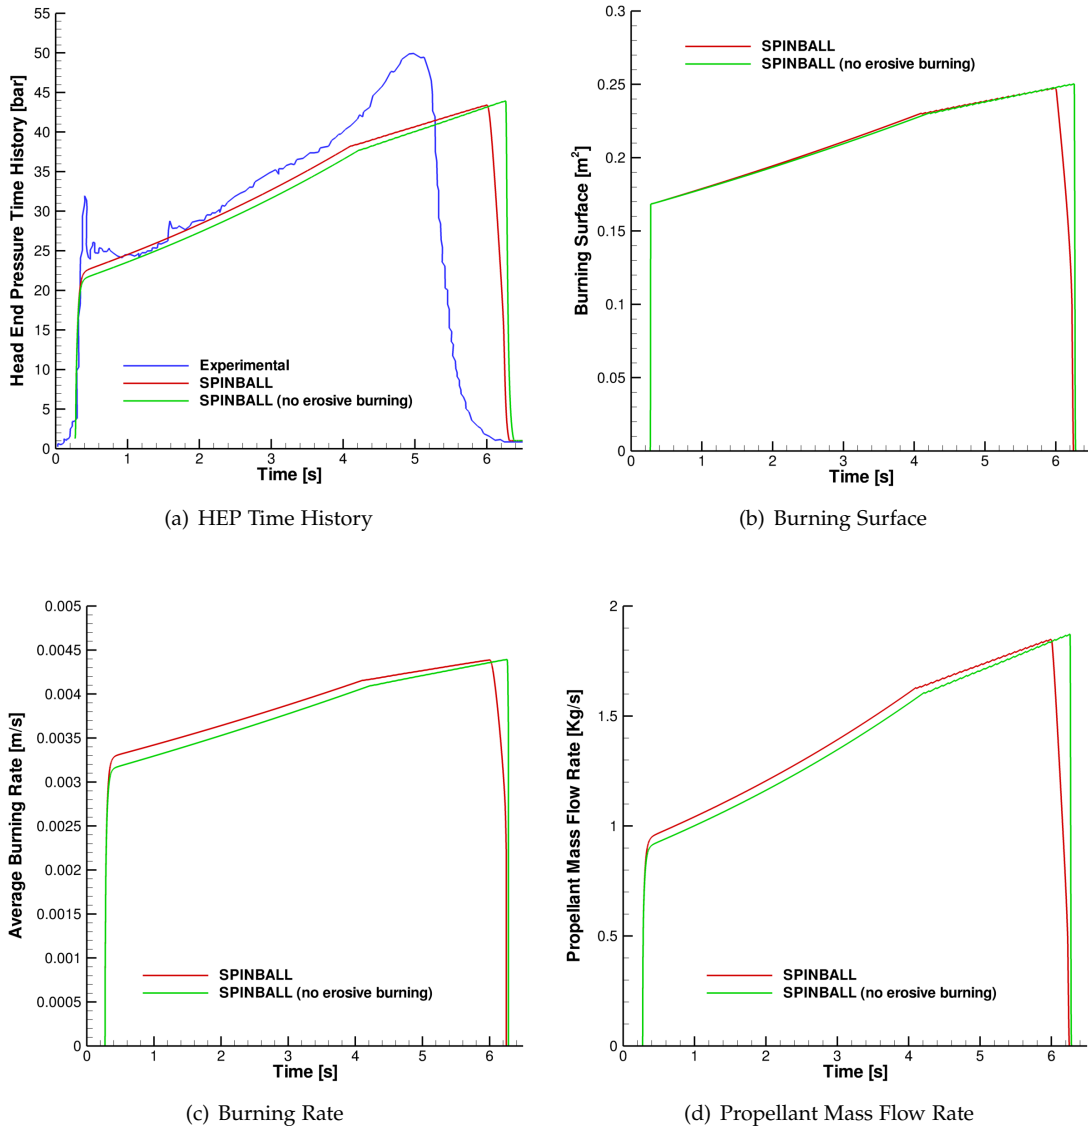 55
50
45
40
35
30
25
20
15
10
5
0
Head End Pressure Time History [bar]
Experimental
SPINBALL
SPINBALL (no erosive burning)
0 1 2 3 4 5 6
Time [s]
(a) HEP Time History
0.3
0.25
0.2
0.15
0.1
0.05
0
Burning Surface [m²]
SPINBALL
SPINBALL (no erosive burning)
0 1 2 3 4 5 6
Time [s]
(b) Burning Surface
0.005
0.0045
0.004
0.0035
0.003
0.0025
0.002
0.0015
0.001
0.0005
0
Average Burning Rate [m/s]
SPINBALL
SPINBALL (no erosive burning)
0 1 2 3 4 5 6
Time [s]
(c) Burning Rate
2
1.5
1
0.5
0
Propellant Mass Flow Rate [Kg/s]
SPINBALL
SPINBALL (no erosive burning)
0 1 2 3 4 5 6
Time [s]
(d) Propellant Mass Flow Rate